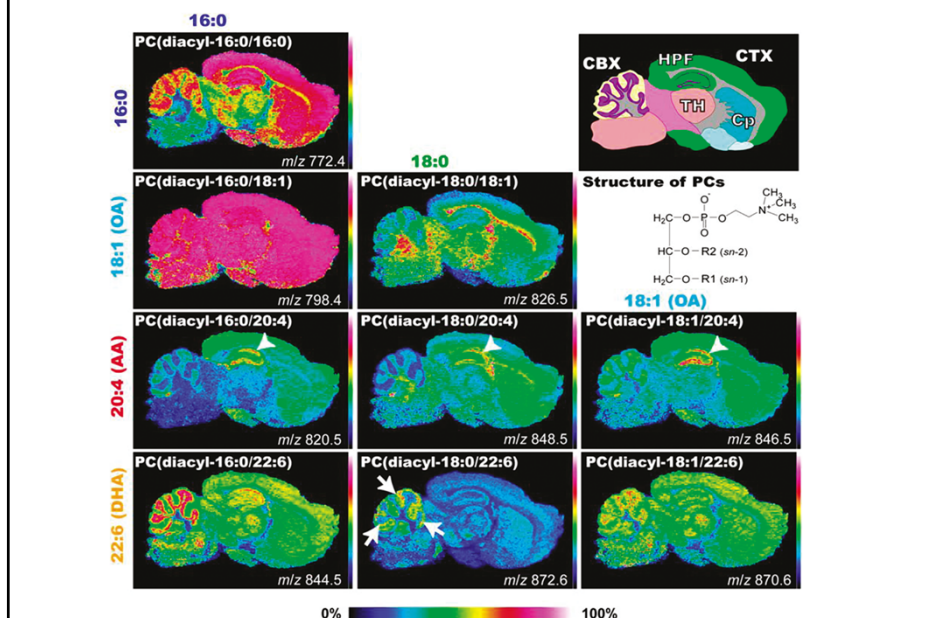 16:0
16:0
PC(diacyl-16:0/16:0)
m/z 772.4
CBX
HPF
CTX
TH
Cp
18:0
18:1 (OA)
PC(diacyl-16:0/18:1)
m/z 798.4
PC(diacyl-18:0/18:1)
m/z 826.5
Structure of PCs
O-
CH3
H2C-O-P-O
N+
CH3
CH3
O
HC-O-R2 (sn-2)
H2C-O-R1 (sn-1)
18:1 (OA)
20:4 (AA)
PC(diacyl-16:0/20:4)
m/z 820.5
PC(diacyl-18:0/20:4)
m/z 848.5
PC(diacyl-18:1/20:4)
m/z 846.5
22:6 (DHA)
PC(diacyl-16:0/22:6)
m/z 844.5
PC(diacyl-18:0/22:6)
m/z 872.6
PC(diacyl-18:1/22:6)
m/z 870.6
0%
100%